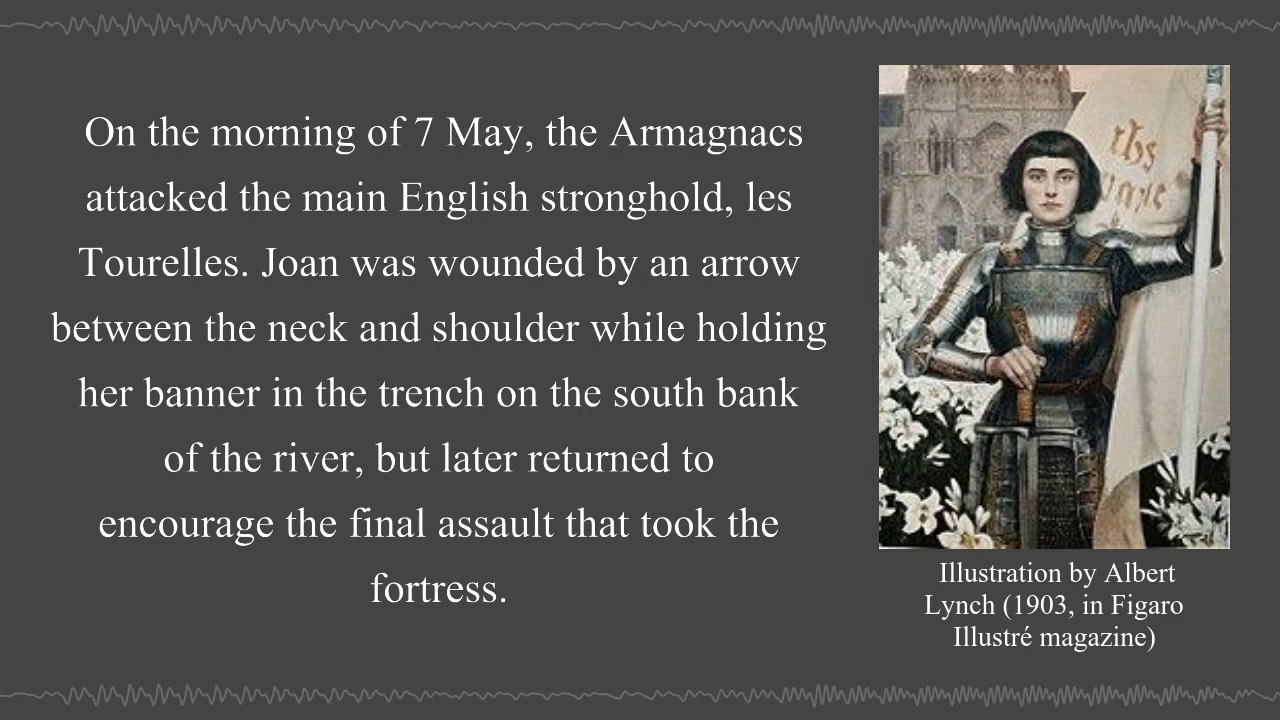 On the morning of 7 May, the Armagnacs
attacked the main English stronghold, les
Tourelles. Joan was wounded by an arrow
between the neck and shoulder while holding
her banner in the trench on the south bank
of the river, but later returned to
encourage the final assault that took the
fortress.
Illustration by Albert
Lynch (1903, in Figaro
Illustré magazine)